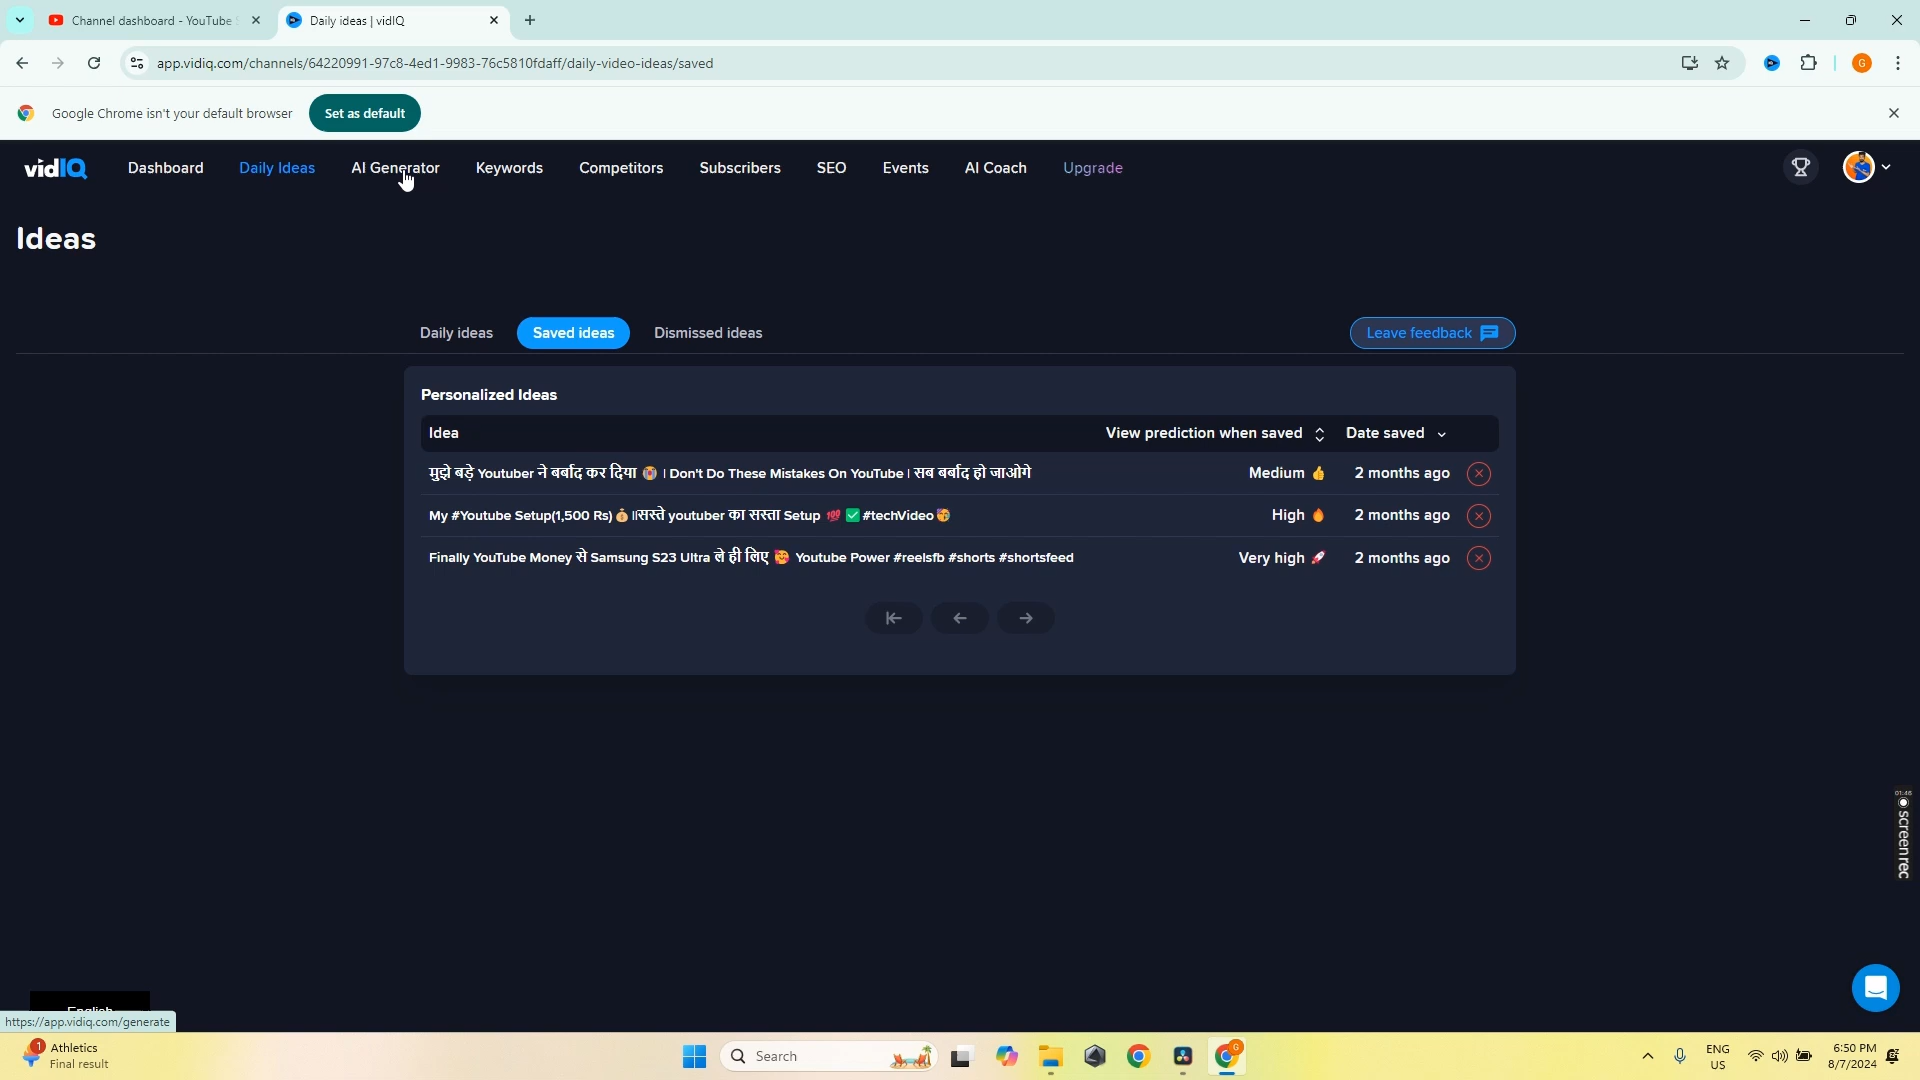 Channel dashboard - YouTube S
Daily ideas | vidIQ
app.vidiq.com/channels/64220991-97c8-4ed1-9983-76c5810fdaff/daily-video-ideas/saved
G
Google Chrome isn't your default browser
Set as default
vidIQ
Dashboard
Daily Ideas
AI Generator
Keywords
Competitors
Subscribers
SEO
Events
AI Coach
Upgrade
Ideas
Daily ideas
Saved ideas
Dismissed ideas
Leave feedback
Personalized Ideas
Idea
View prediction when saved
Date saved
मुझे बड़े Youtuber ने बर्बाद कर दिया 😭 I Don't Do These Mistakes On YouTube I सब बर्बाद हो जाओगे
Medium 👍
2 months ago
My #Youtube Setup(1,500 Rs)💰॥सस्ते youtuber का सस्ता Setup 💯✅#techVideo🥳
High 🔥
2 months ago
Finally YouTube Money से Samsung S23 Ultra ले ही लिए 🥰 Youtube Power #reelsfb #shorts #shortsfeed
Very high 🚀
2 months ago
01:46
screenrec
English
https://app.vidiq.com/generate
1
Athletics
Final result
Search
G
ENG
US
6:50 PM
8/7/2024